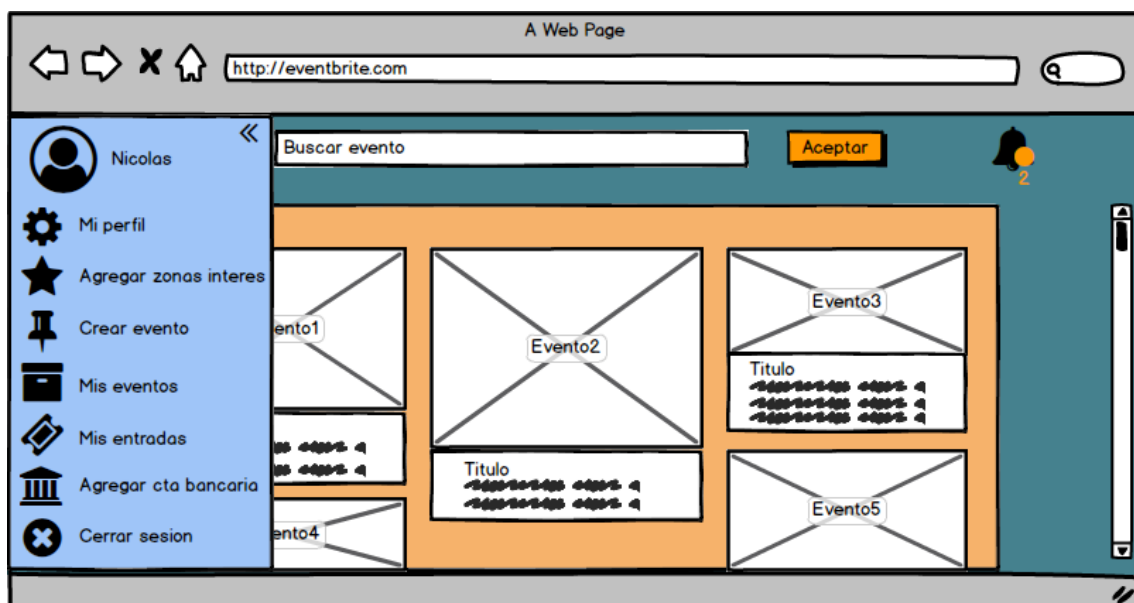 A Web Page
http://eventbrite.com
Nicolas
Mi perfil
Agregar zonas interes
Crear evento
Mis eventos
Mis entradas
Agregar cta bancaria
Cerrar sesion
Buscar evento
Aceptar
2
ento1
Evento2
Titulo
Evento3
Titulo
ento4
Evento5